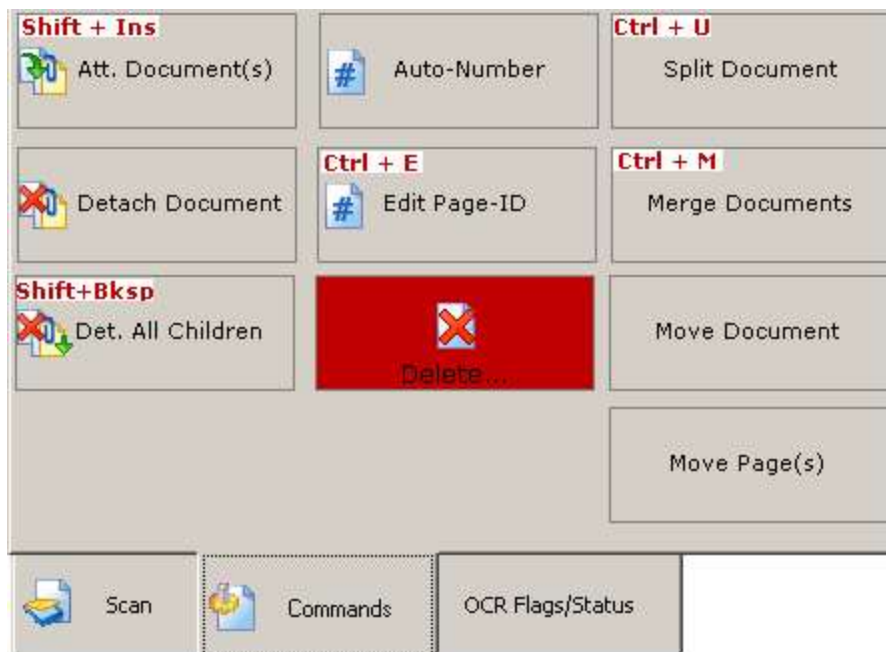 Shift + Ins
Att. Document(s)
# Auto-Number
Ctrl + U
Split Document
Detach Document
Ctrl + E
# Edit Page-ID
Ctrl + M
Merge Documents
Shift+Bksp
Det. All Children
Delete...
Move Document
Move Page(s)
Scan
Commands
OCR Flags/Status